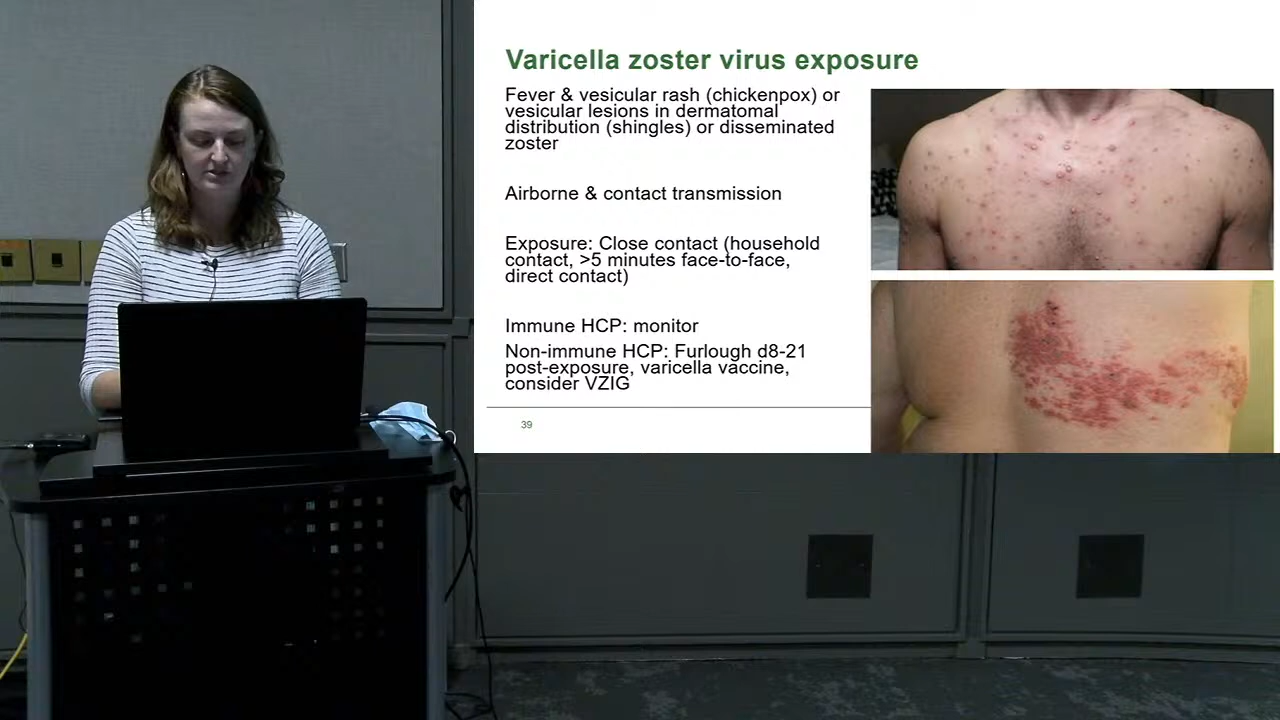 Varicella zoster virus exposure
Fever & vesicular rash (chickenpox) or
vesicular lesions in dermatomal
distribution (shingles) or disseminated
zoster
Airborne & contact transmission
Exposure: Close contact (household
contact, >5 minutes face-to-face,
direct contact)
Immune HCP: monitor
Non-immune HCP: Furlough d8-21
post-exposure, varicella vaccine,
consider VZIG
39